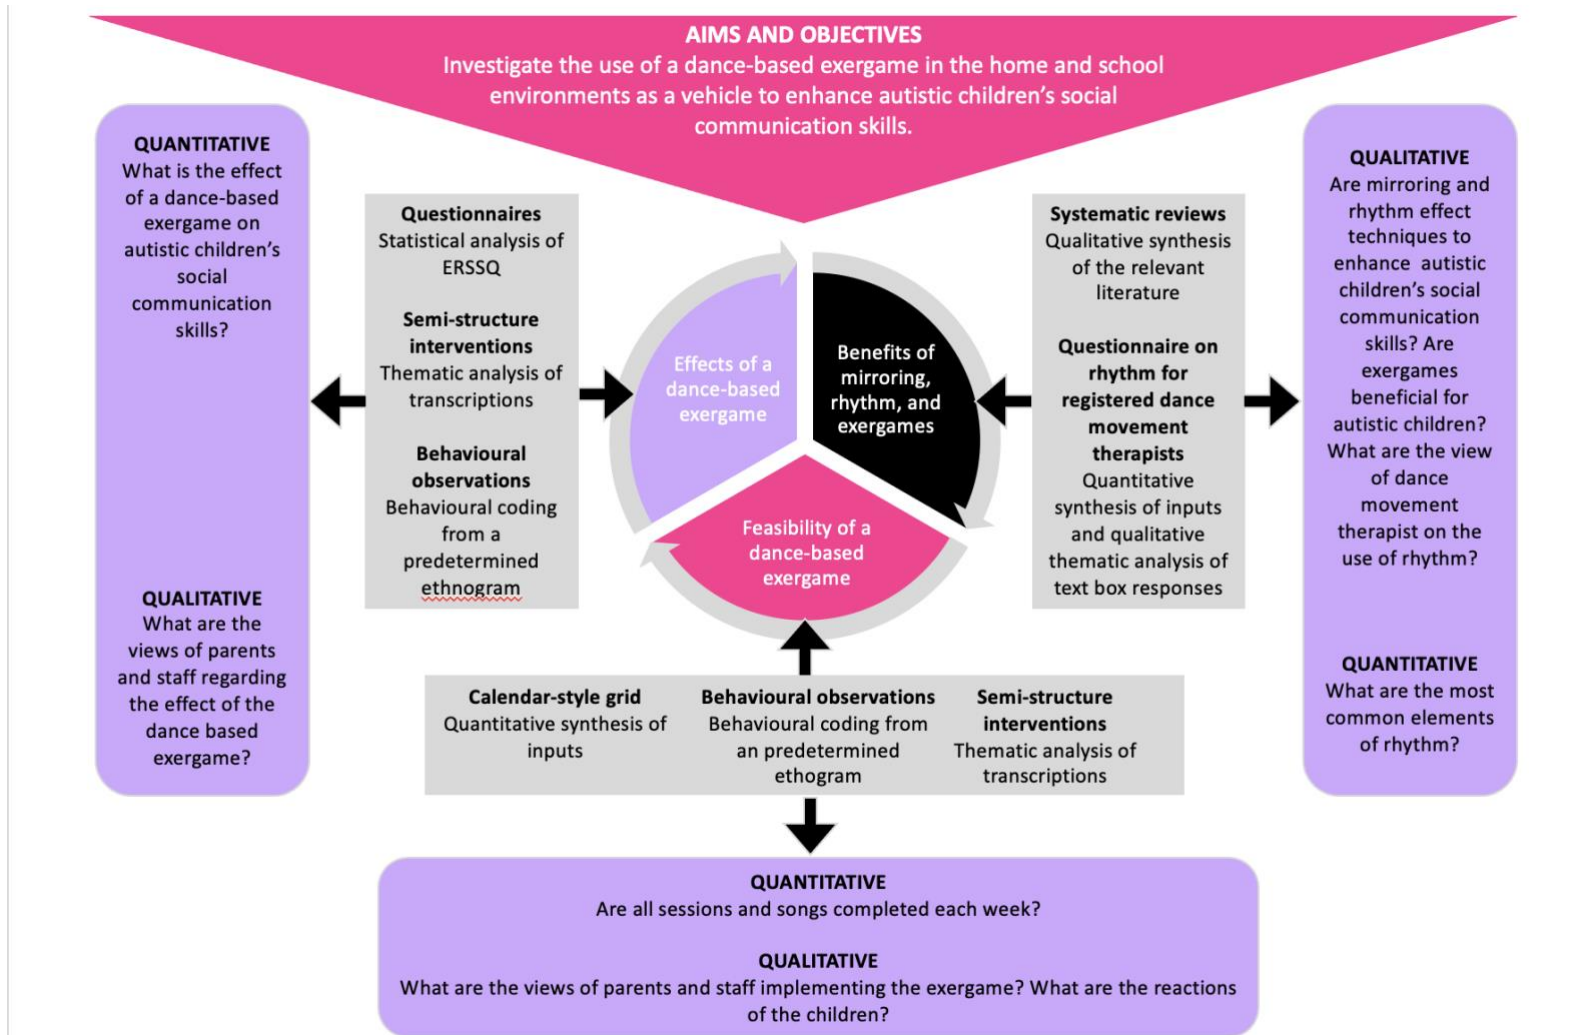 AIMS AND OBJECTIVES
Investigate the use of a dance-based exergame in the home and school
environments as a vehicle to enhance autistic children's social
communication skills.
QUANTITATIVE
What is the effect
of a dance-based
exergame on
autistic children's
social
communication
skills?
QUALITATIVE
What are the
views of parents
and staff regarding
the effect of the
dance based
exergame?
Questionnaires
Statistical analysis of
ERSSQ
Semi-structure
interventions
Thematic analysis of
transcriptions
Behavioural
observations
Behavioural coding
from a
predetermined
ethnogram
Effects of a
dance-based
exergame
Benefits of
mirroring,
rhythm, and
exergames
Feasibility of a
dance-based
exergame
Systematic reviews
Qualitative synthesis
of the relevant
literature
Questionnaire on
rhythm for
registered dance
movement
therapists
Quantitative
synthesis of inputs
and qualitative
thematic analysis of
text box responses
QUALITATIVE
Are mirroring and
rhythm effect
techniques to
enhance autistic
children's social
communication
skills? Are
exergames
beneficial for
autistic children?
What are the view
of dance
movement
therapist on the
use of rhythm?
QUANTITATIVE
What are the most
common elements
of rhythm?
Calendar-style grid
Quantitative synthesis of
inputs
Behavioural observations
Behavioural coding from
an predetermined
ethogram
Semi-structure
interventions
Thematic analysis of
transcriptions
QUANTITATIVE
Are all sessions and songs completed each week?
QUALITATIVE
What are the views of parents and staff implementing the exergame? What are the reactions
of the children?